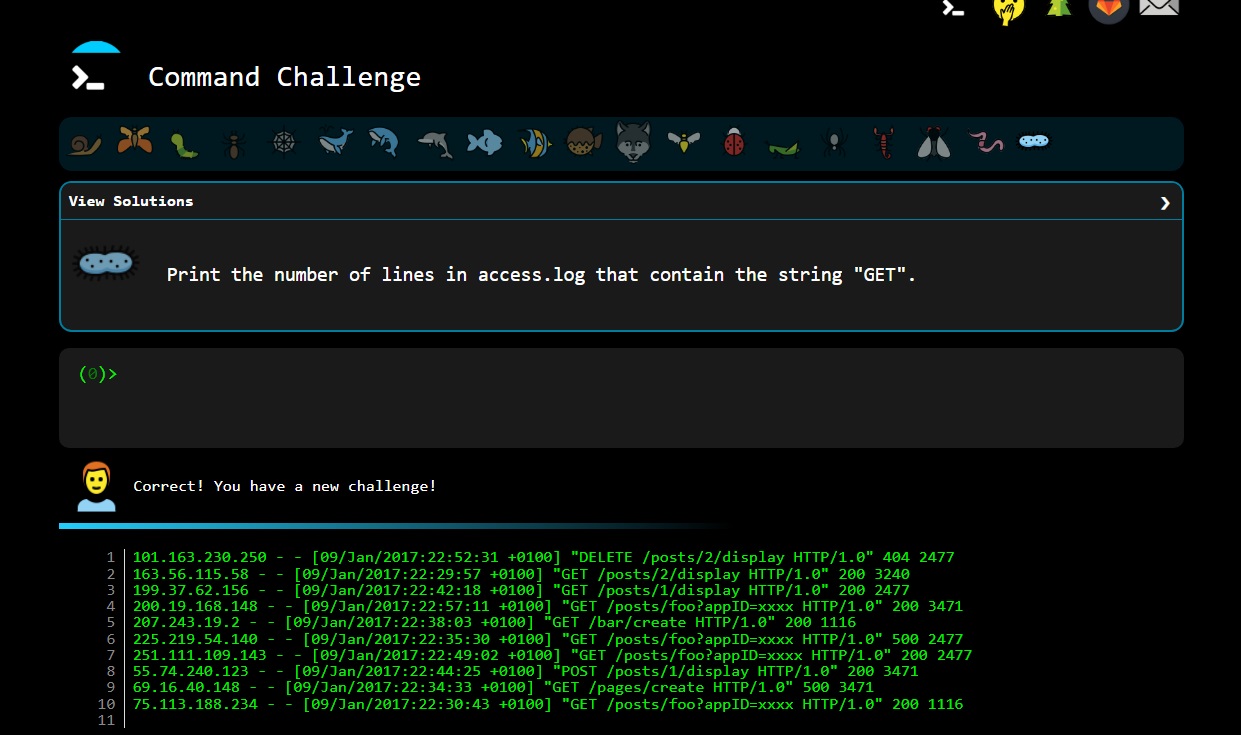 Command Challenge
View Solutions
Print the number of lines in access.log that contain the string "GET".
(0)>
Correct! You have a new challenge!
1 101.163.230.250 - - [09/Jan/2017:22:52:31 +0100] "DELETE /posts/2/display HTTP/1.0" 404 2477
2 163.56.115.58 - - [09/Jan/2017:22:29:57 +0100] "GET /posts/2/display HTTP/1.0" 200 3240
3 199.37.62.156 - - [09/Jan/2017:22:42:18 +0100] "GET /posts/1/display HTTP/1.0" 200 2477
4 200.19.168.148 - - [09/Jan/2017:22:57:11 +0100] "GET /posts/foo?appID=xxxx HTTP/1.0" 200 3471
5 207.243.19.2 - - [09/Jan/2017:22:38:03 +0100] "GET /bar/create HTTP/1.0" 200 1116
6 225.219.54.140 - - [09/Jan/2017:22:35:30 +0100] "GET /posts/foo?appID=xxxx HTTP/1.0" 500 2477
7 251.111.109.143 - - [09/Jan/2017:22:49:02 +0100] "GET /posts/foo?appID=xxxx HTTP/1.0" 200 2477
8 55.74.240.123 - - [09/Jan/2017:22:44:25 +0100] "POST /posts/1/display HTTP/1.0" 200 3471
9 69.16.40.148 - - [09/Jan/2017:22:34:33 +0100] "GET /pages/create HTTP/1.0" 500 3471
10 75.113.188.234 - - [09/Jan/2017:22:30:43 +0100] "GET /posts/foo?appID=xxxx HTTP/1.0" 200 1116
11